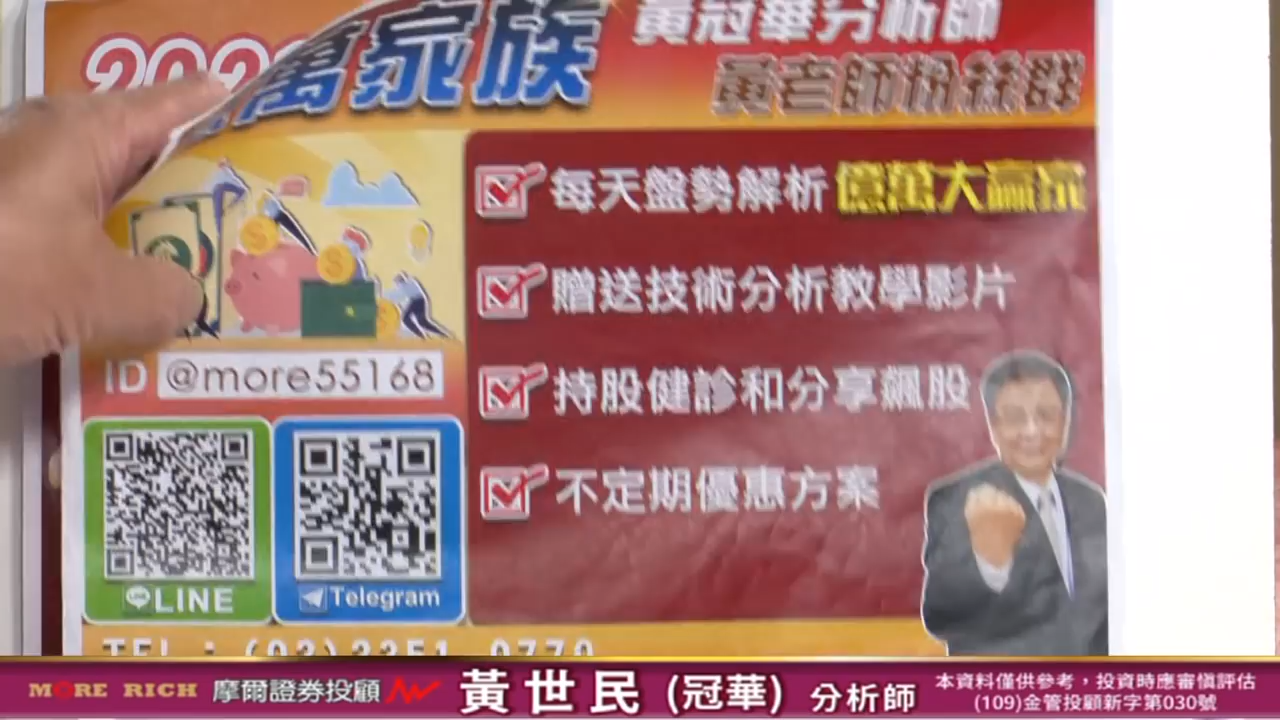 萬家族
黃冠華分析師
黃老師粉絲群
每天盤勢解析 億萬大贏家
贈送技術分析教學影片
持股健診和分享飆股
不定期優惠方案
ID @more55168
LINE
Telegram
MORE RICH 摩爾證券投顧 黃世民(冠華) 分析師
本資料僅供參考,投資時應審慎評估
(109)金管投顧新字第030號